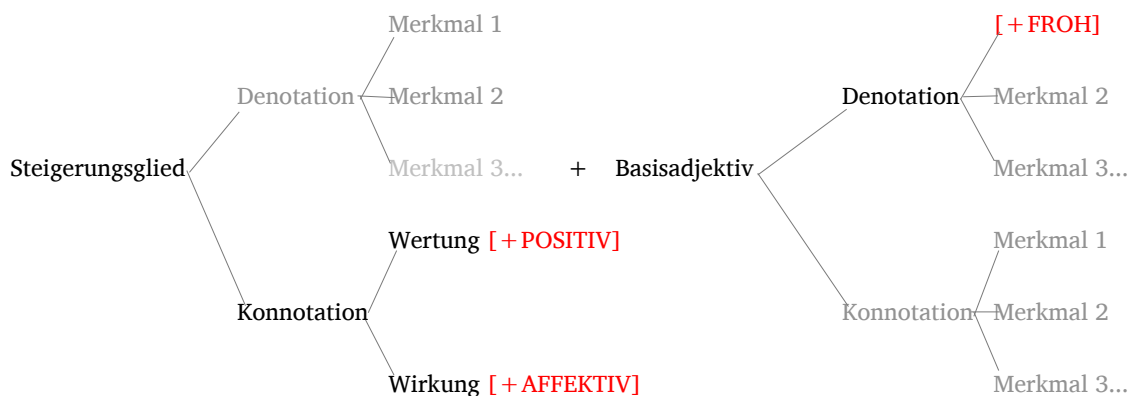 Merkmal 1 [+FROH]
Denotation Merkmal 2 Denotation Merkmal 2
Steigerungsglied Merkmal 3... + Basisadjektiv Merkmal 3...
Wertung [+POSITIV] Merkmal 1
Konnotation Konnotation Merkmal 2
Wirkung [+AFFEKTIV] Merkmal 3...